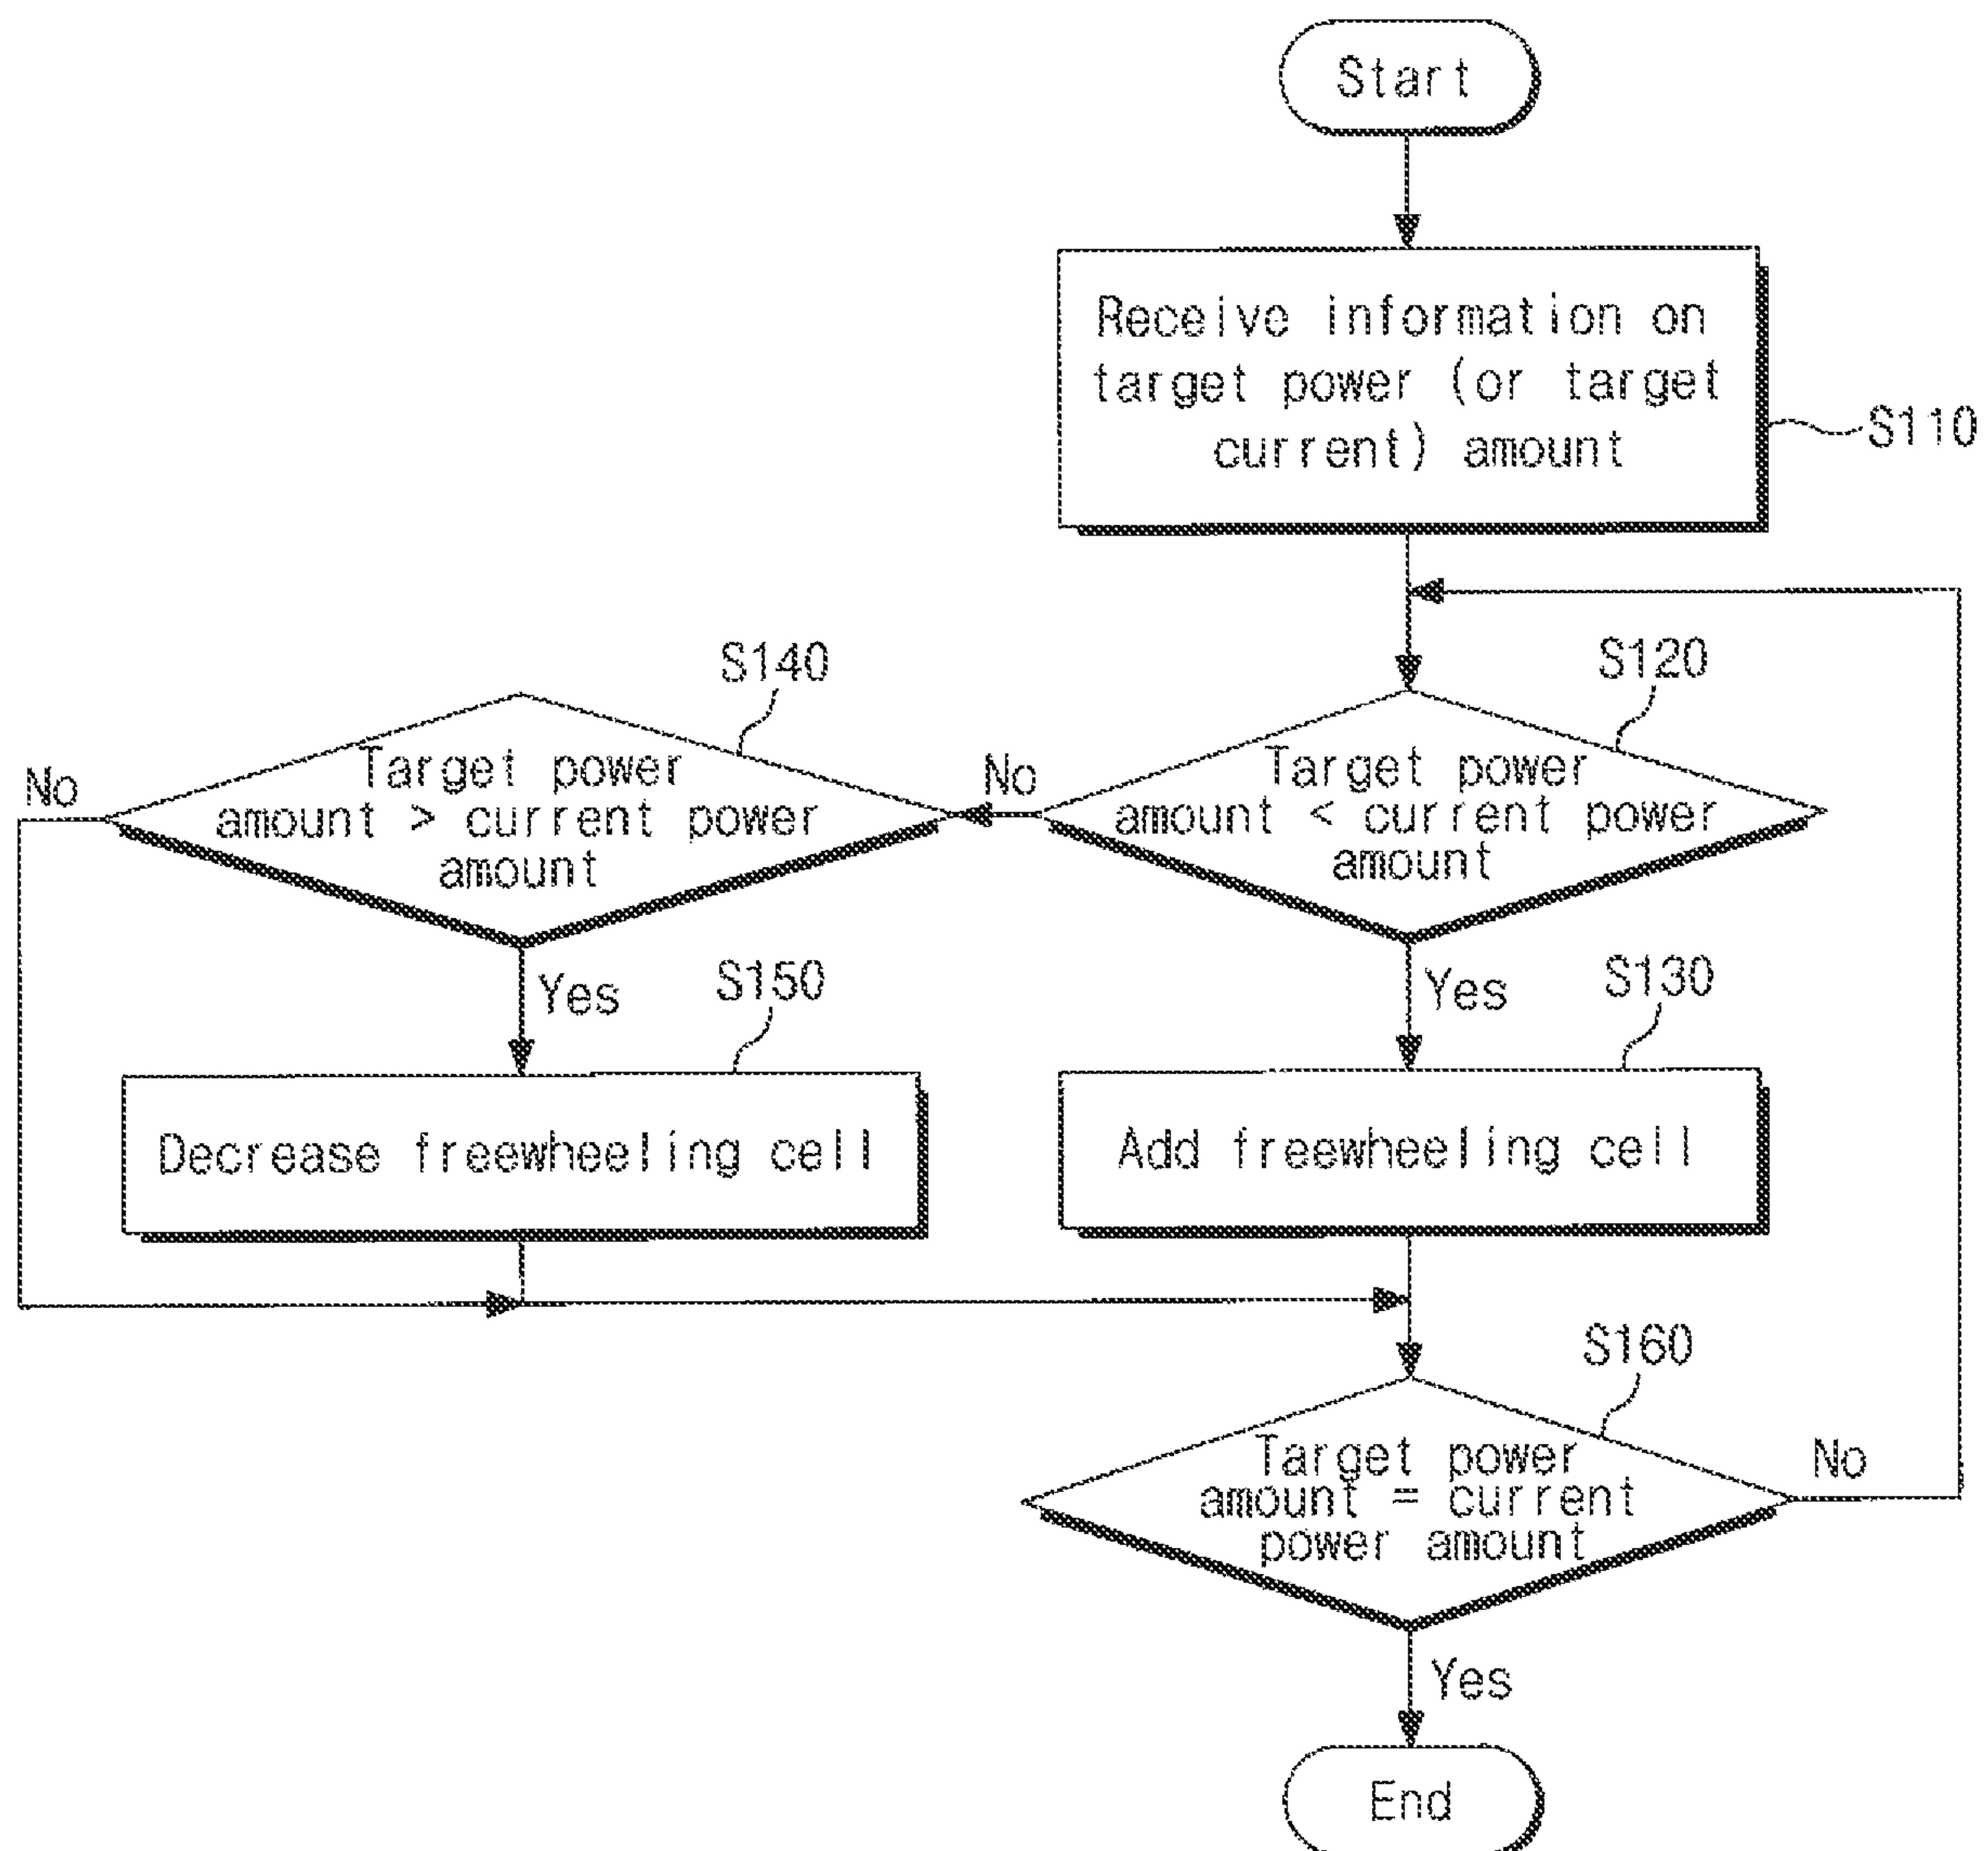 Start
Receive information on
target power (or target
current) amount
S110
S140
S120
No
Target power
amount > current power
amount
No
Target power
amount < current power
amount
Yes
S150
Yes
S130
Decrease freewheeling cell
Add freewheeling cell
S160
Target power
amount = current
power amount
No
Yes
End